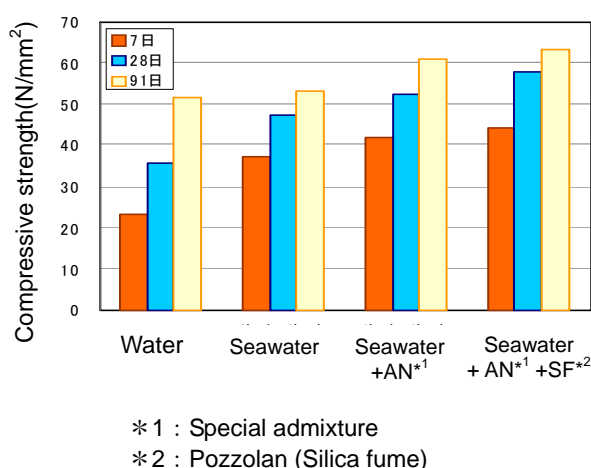 Compressive strength(N/mm²)
70
60
50
40
30
20
10
0
7日
28日
91日
Water
Seawater
Seawater
+AN*¹
Seawater
+ AN*¹ +SF*²
＊1：Special admixture
＊2：Pozzolan (Silica fume)